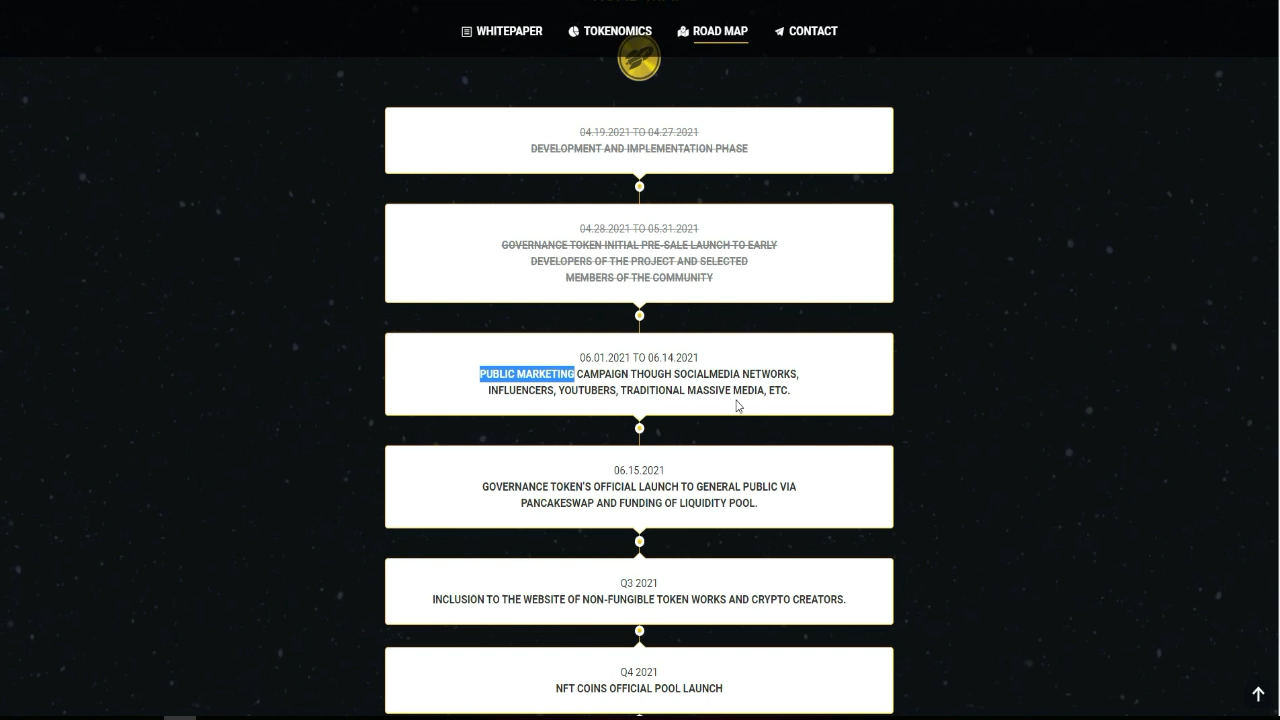 WHITEPAPER TOKENOMICS ROAD MAP CONTACT
04.19.2021 TO 04.27.2021
DEVELOPMENT AND IMPLEMENTATION PHASE
04.28.2021 TO 05.31.2021
GOVERNANCE TOKEN INITIAL PRE-SALE LAUNCH TO EARLY
DEVELOPERS OF THE PROJECT AND SELECTED
MEMBERS OF THE COMMUNITY
06.01.2021 TO 06.14.2021
PUBLIC MARKETING CAMPAIGN THOUGH SOCIALMEDIA NETWORKS,
INFLUENCERS, YOUTUBERS, TRADITIONAL MASSIVE MEDIA, ETC.
06.15.2021
GOVERNANCE TOKEN'S OFFICIAL LAUNCH TO GENERAL PUBLIC VIA
PANCAKESWAP AND FUNDING OF LIQUIDITY POOL.
Q3 2021
INCLUSION TO THE WEBSITE OF NON-FUNGIBLE TOKEN WORKS AND CRYPTO CREATORS.
Q4 2021
NFT COINS OFFICIAL POOL LAUNCH